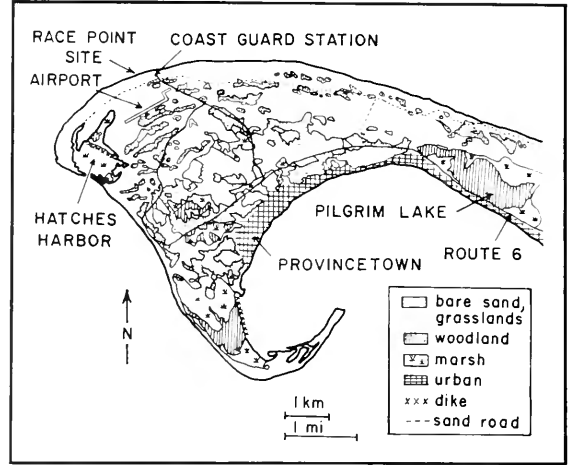 RACE POINT
SITE
COAST GUARD STATION
AIRPORT
HATCHES
HARBOR
PILGRIM LAKE
ROUTE 6
PROVINCETOWN
N
bare sand,
grasslands
woodland
marsh
urban
dike
sand road
1 km
1 mi